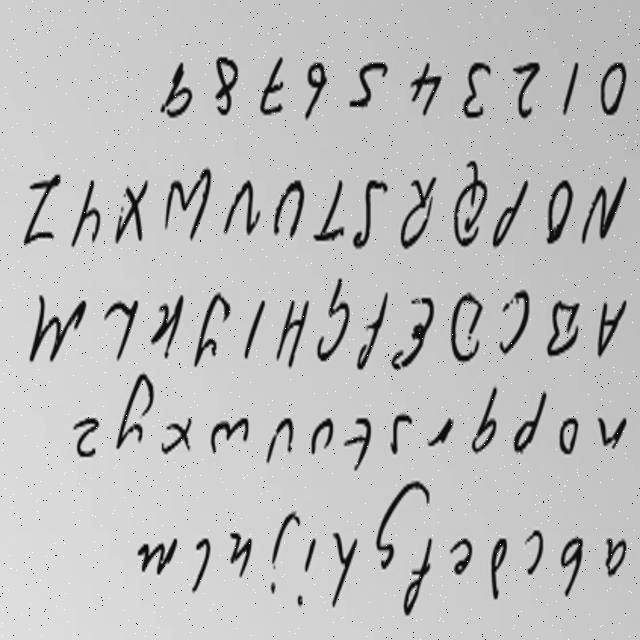 a b c d e f g h i j k l m
n o p q r s t u v w x y z
A B C D E F G H I J K L M
N O P Q R S T U V W X Y Z
0 1 2 3 4 5 6 7 8 9